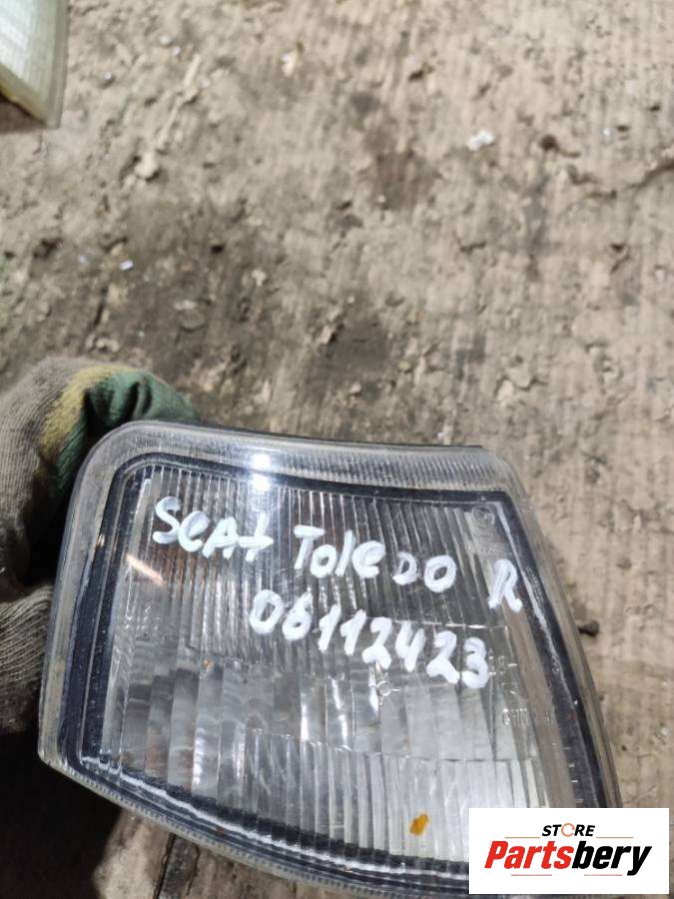 SeAt Toledo R
06112423
STORE
Partsbery